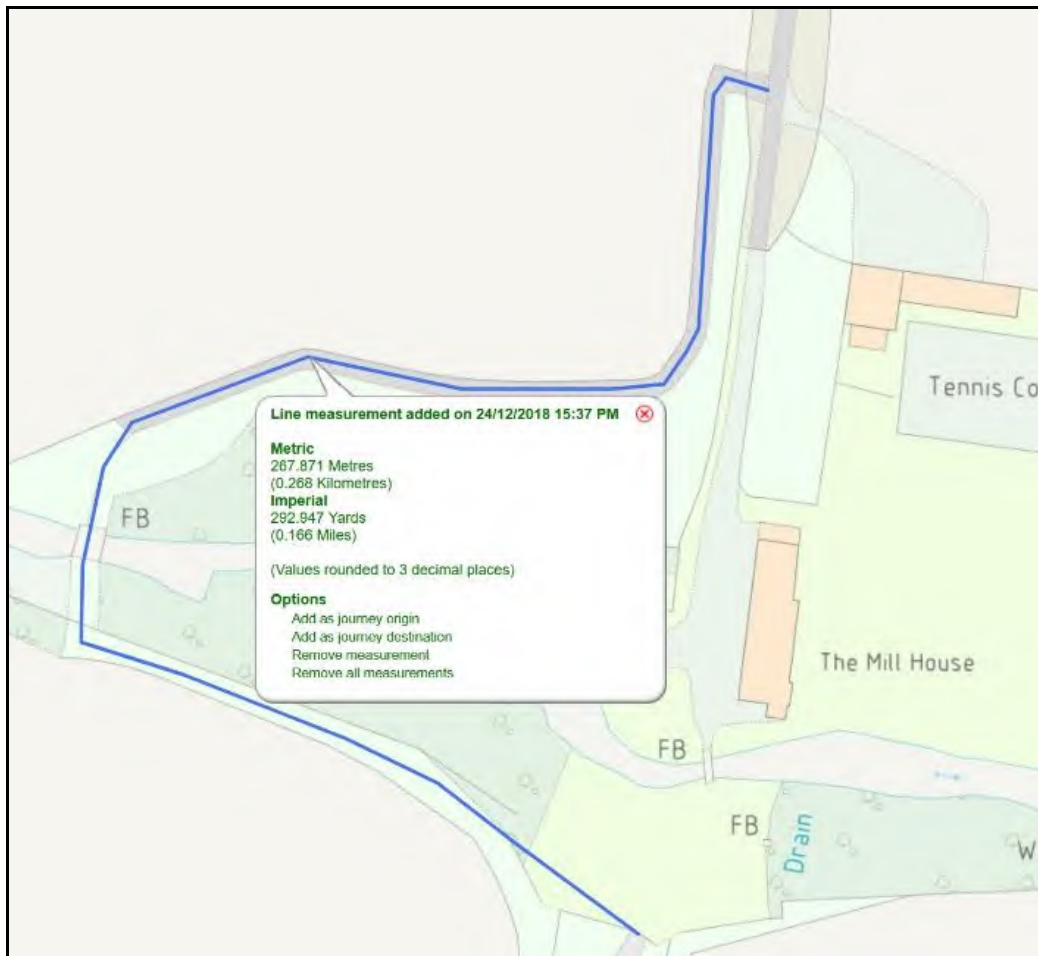 Tennis Co
Line measurement added on 24/12/2018 15:37 PM
Metric
267.871 Metres
(0.268 Kilometres)
Imperial
292.947 Yards
(0.166 Miles)
(Values rounded to 3 decimal places)
Options
Add as journey origin
Add as journey destination
Remove measurement
Remove all measurements
FB
The Mill House
FB
FB
Drain
W